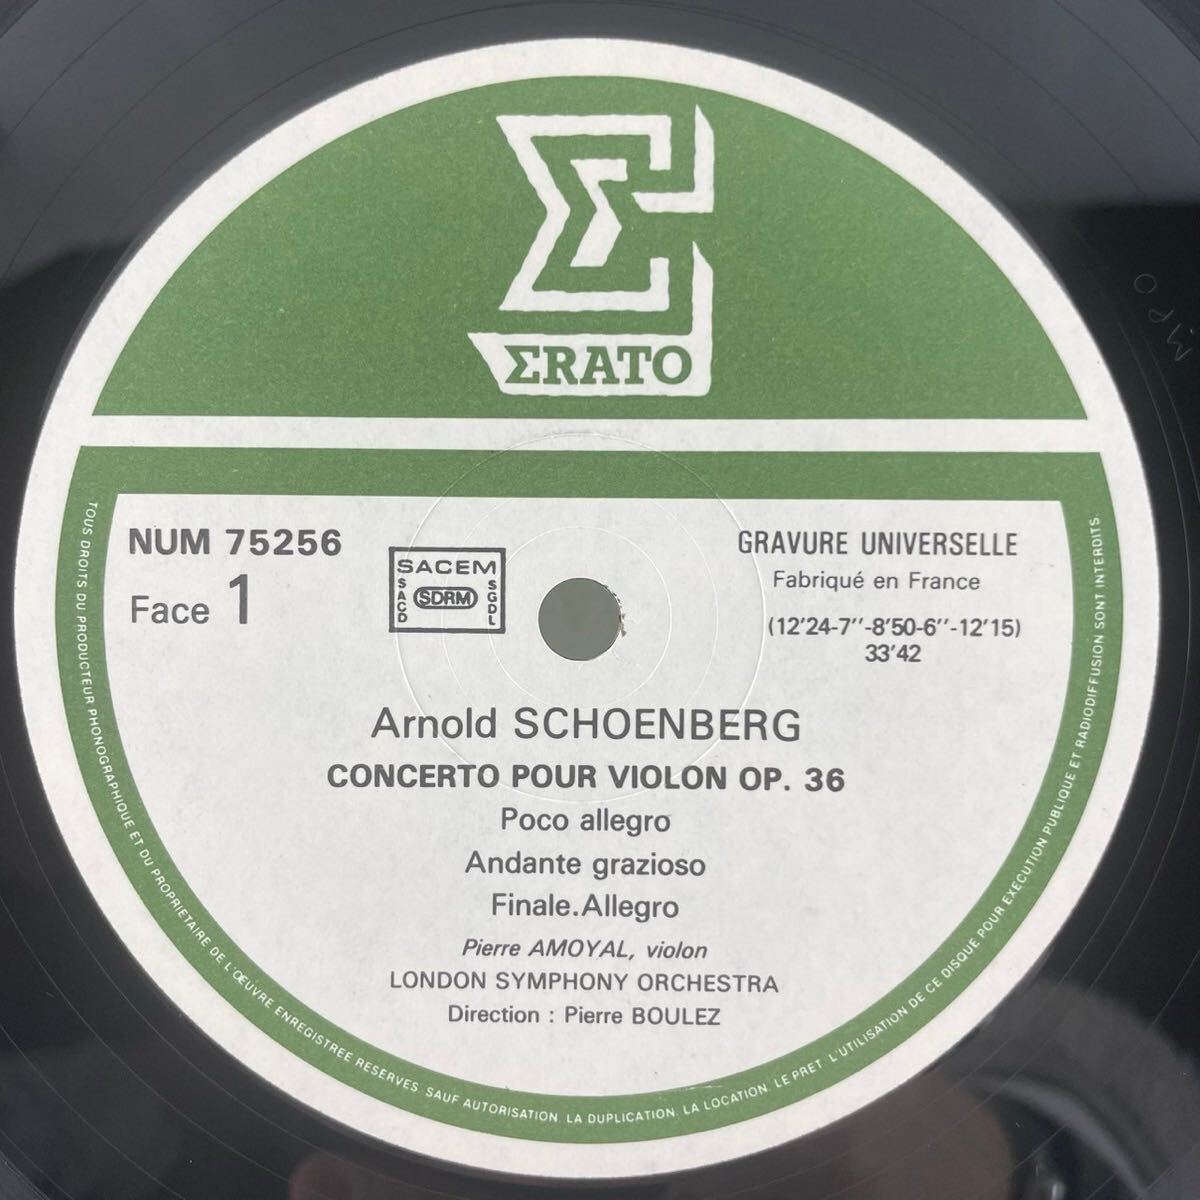 ΣRATO
NUM 75256
Face 1
SACEM
SACD
SDRM
SGDL
GRAVURE UNIVERSELLE
Fabriqué en France
(12'24-7''-8'50-6''-12'15)
33'42
Arnold SCHOENBERG
CONCERTO POUR VIOLON OP. 36
Poco allegro
Andante grazioso
Finale.Allegro
Pierre AMOYAL, violon
LONDON SYMPHONY ORCHESTRA
Direction : Pierre BOULEZ
TOUS DROITS DU PRODUCTEUR PHONOGRAPHIQUE ET DU PROPRIETAIRE DE L'ŒUVRE ENREGISTREE RESERVES. SAUF AUTORISATION. LA DUPLICATION. LA LOCATION. LE PRET. L'UTILISATION DE CE DISQUE POUR EXECUTION PUBLIQUE ET RADIODIFFUSION SONT INTERDITS.
MPO